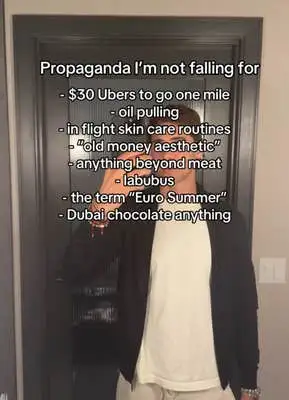 Propaganda I'm not falling for
- $30 Ubers to go one mile
- oil pulling
- in flight skin care routines
- "old money aesthetic"
- anything beyond meat
- labubus
- the term "Euro Summer"
- Dubai chocolate anything